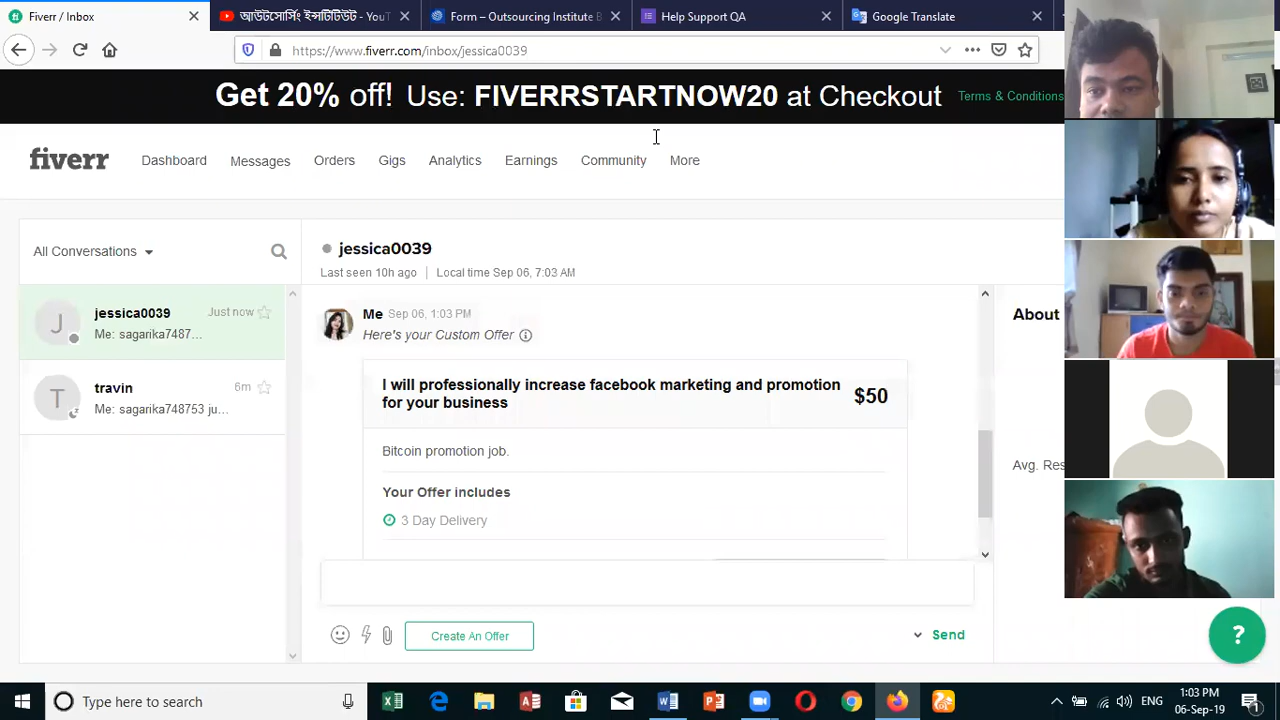 Fiverr / Inbox
আউটসোর্সিং ইন্সটিটিউট - YouT
Form – Outsourcing Institute B
Help Support QA
Google Translate
https://www.fiverr.com/inbox/jessica0039
Get 20% off! Use: FIVERRSTARTNOW20 at Checkout
Terms & Conditions
fiverr
Dashboard
Messages
Orders
Gigs
Analytics
Earnings
Community
More
All Conversations
jessica0039
Just now
Me: sagarika7487...
travin
6m
Me: sagarika748753 ju...
jessica0039
Last seen 10h ago
Local time Sep 06, 7:03 AM
Me Sep 06, 1:03 PM
Here's your Custom Offer
I will professionally increase facebook marketing and promotion
for your business
$50
Bitcoin promotion job.
Your Offer includes
3 Day Delivery
Create An Offer
Send
About
Avg. Res
?
Type here to search
ENG
1:03 PM
06-Sep-19
1